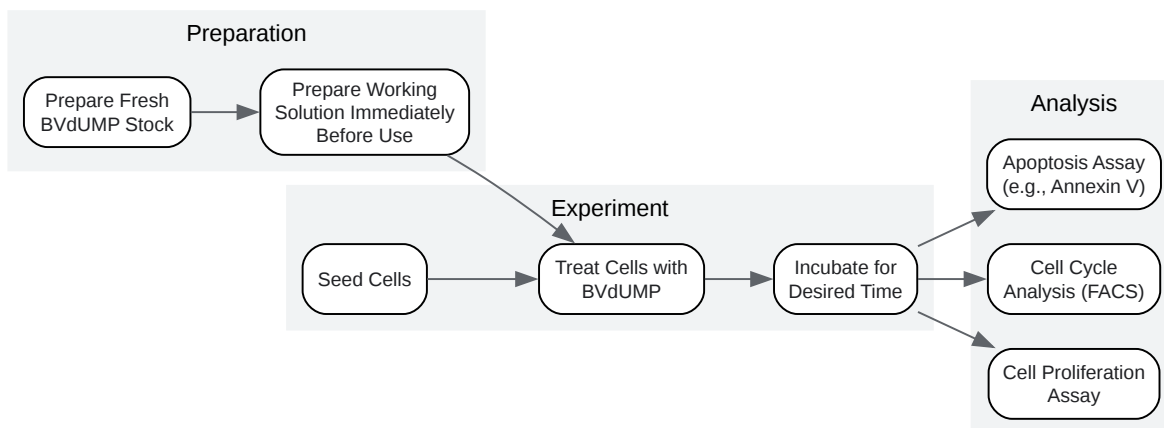 Preparation
Prepare Fresh
BVdUMP Stock
Prepare Working
Solution Immediately
Before Use
Experiment
Seed Cells
Treat Cells with
BVdUMP
Incubate for
Desired Time
Analysis
Apoptosis Assay
(e.g., Annexin V)
Cell Cycle
Analysis (FACS)
Cell Proliferation
Assay